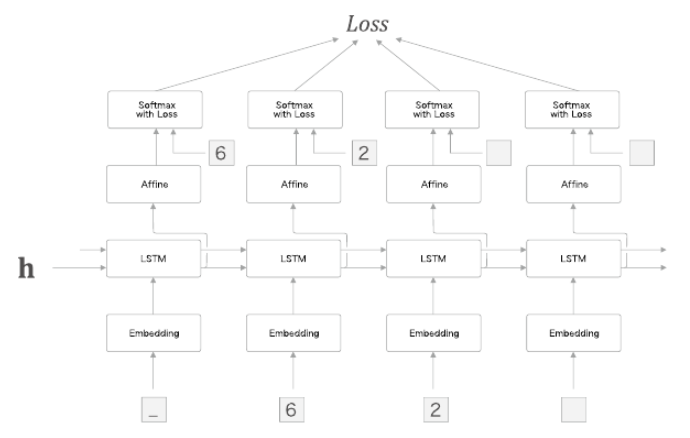 Loss
Softmax with Loss
Softmax with Loss
Softmax with Loss
Softmax with Loss
6
2
Affine
Affine
Affine
Affine
h
LSTM
LSTM
LSTM
LSTM
Embedding
Embedding
Embedding
Embedding
_
6
2